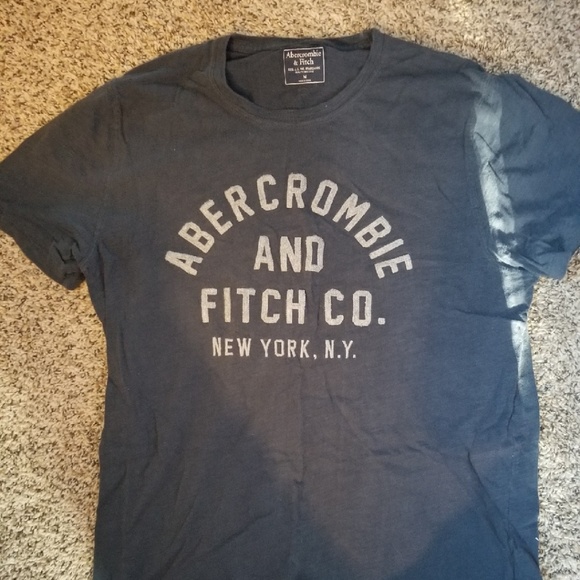 Abercrombie
& Fitch
M
ABERCROMBIE
AND
FITCH CO.
NEW YORK, N.Y.